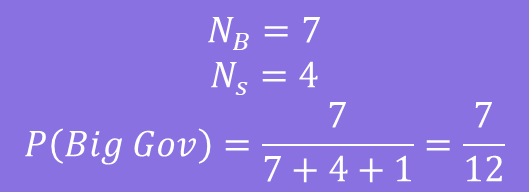 N_B = 7
N_s = 4
P(Big Gov) = 7/(7 + 4 + 1) = 7/12